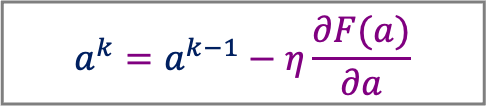 a^k = a^{k-1} - η ∂F(a)/∂a